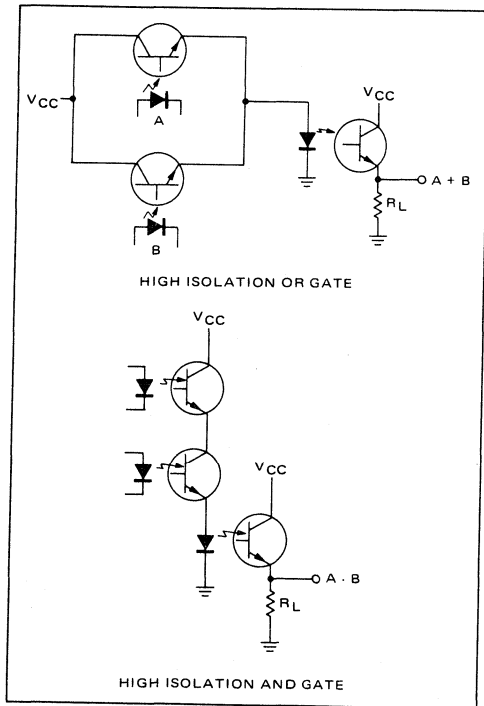 VCC
A
B
VCC
A + B
RL
HIGH ISOLATION OR GATE
VCC
VCC
A · B
RL
HIGH ISOLATION AND GATE